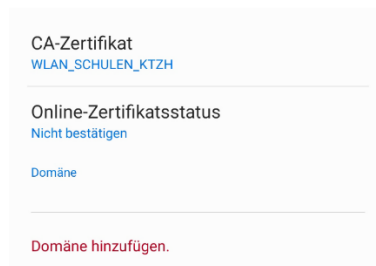 CA-Zertifikat
WLAN_SCHULEN_KTZH
Online-Zertifikatsstatus
Nicht bestätigen
Domäne
Domäne hinzufügen.